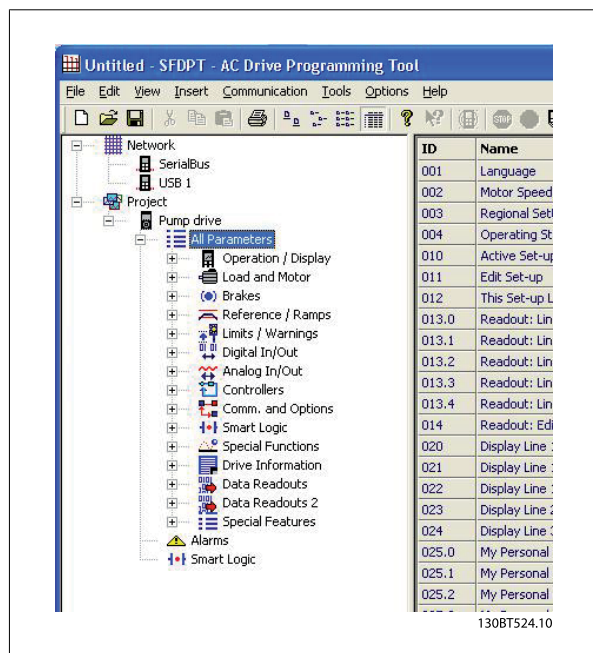 Untitled - SFDPT - AC Drive Programming Tool
File Edit View Insert Communication Tools Options Help
STOP
Network
SerialBus
USB 1
Project
Pump drive
All Parameters
Operation / Display
Load and Motor
Brakes
Reference / Ramps
Limits / Warnings
Digital In/Out
Analog In/Out
Controllers
Comm. and Options
Smart Logic
Special Functions
Drive Information
Data Readouts
Data Readouts 2
Special Features
Alarms
Smart Logic
ID Name
001 Language
002 Motor Speed
003 Regional Set
004 Operating St
010 Active Set-up
011 Edit Set-up
012 This Set-up L
013.0 Readout: Lin
013.1 Readout: Lin
013.2 Readout: Lin
013.3 Readout: Lin
013.4 Readout: Lin
014 Readout: Edi
020 Display Line
021 Display Line
022 Display Line
023 Display Line 2
024 Display Line 3
025.0 My Personal
025.1 My Personal
025.2 My Personal
130BT524.10